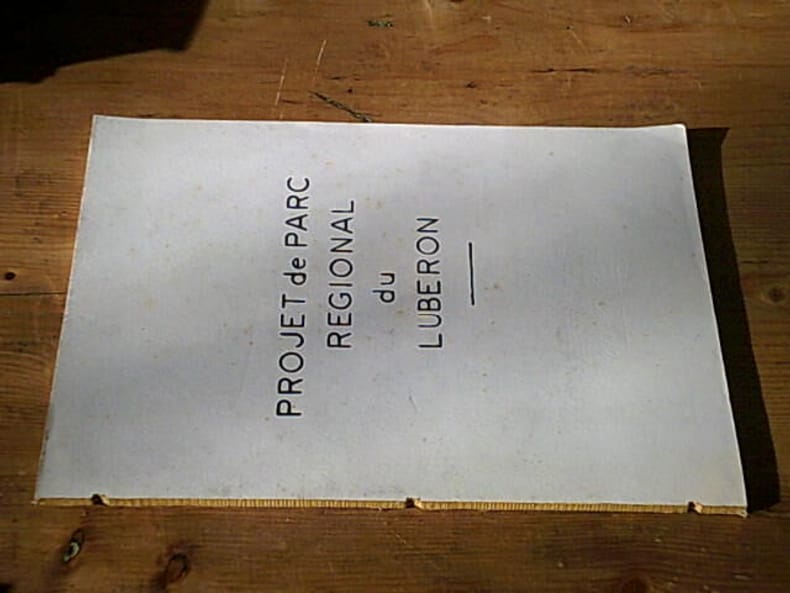 PROJET de PARC
REGIONAL
du
LUBERON